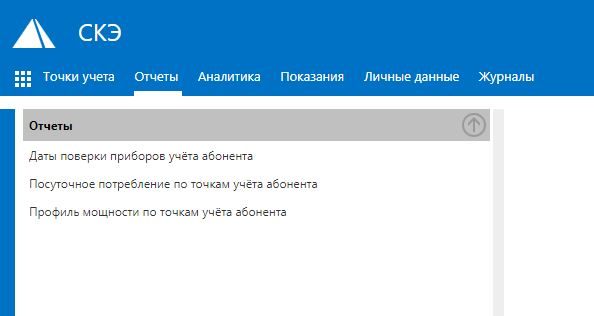 СКЭ
Точки учета Отчеты Аналитика Показания Личные данные Журналы
Отчеты
Даты поверки приборов учёта абонента
Посуточное потребление по точкам учёта абонента
Профиль мощности по точкам учёта абонента